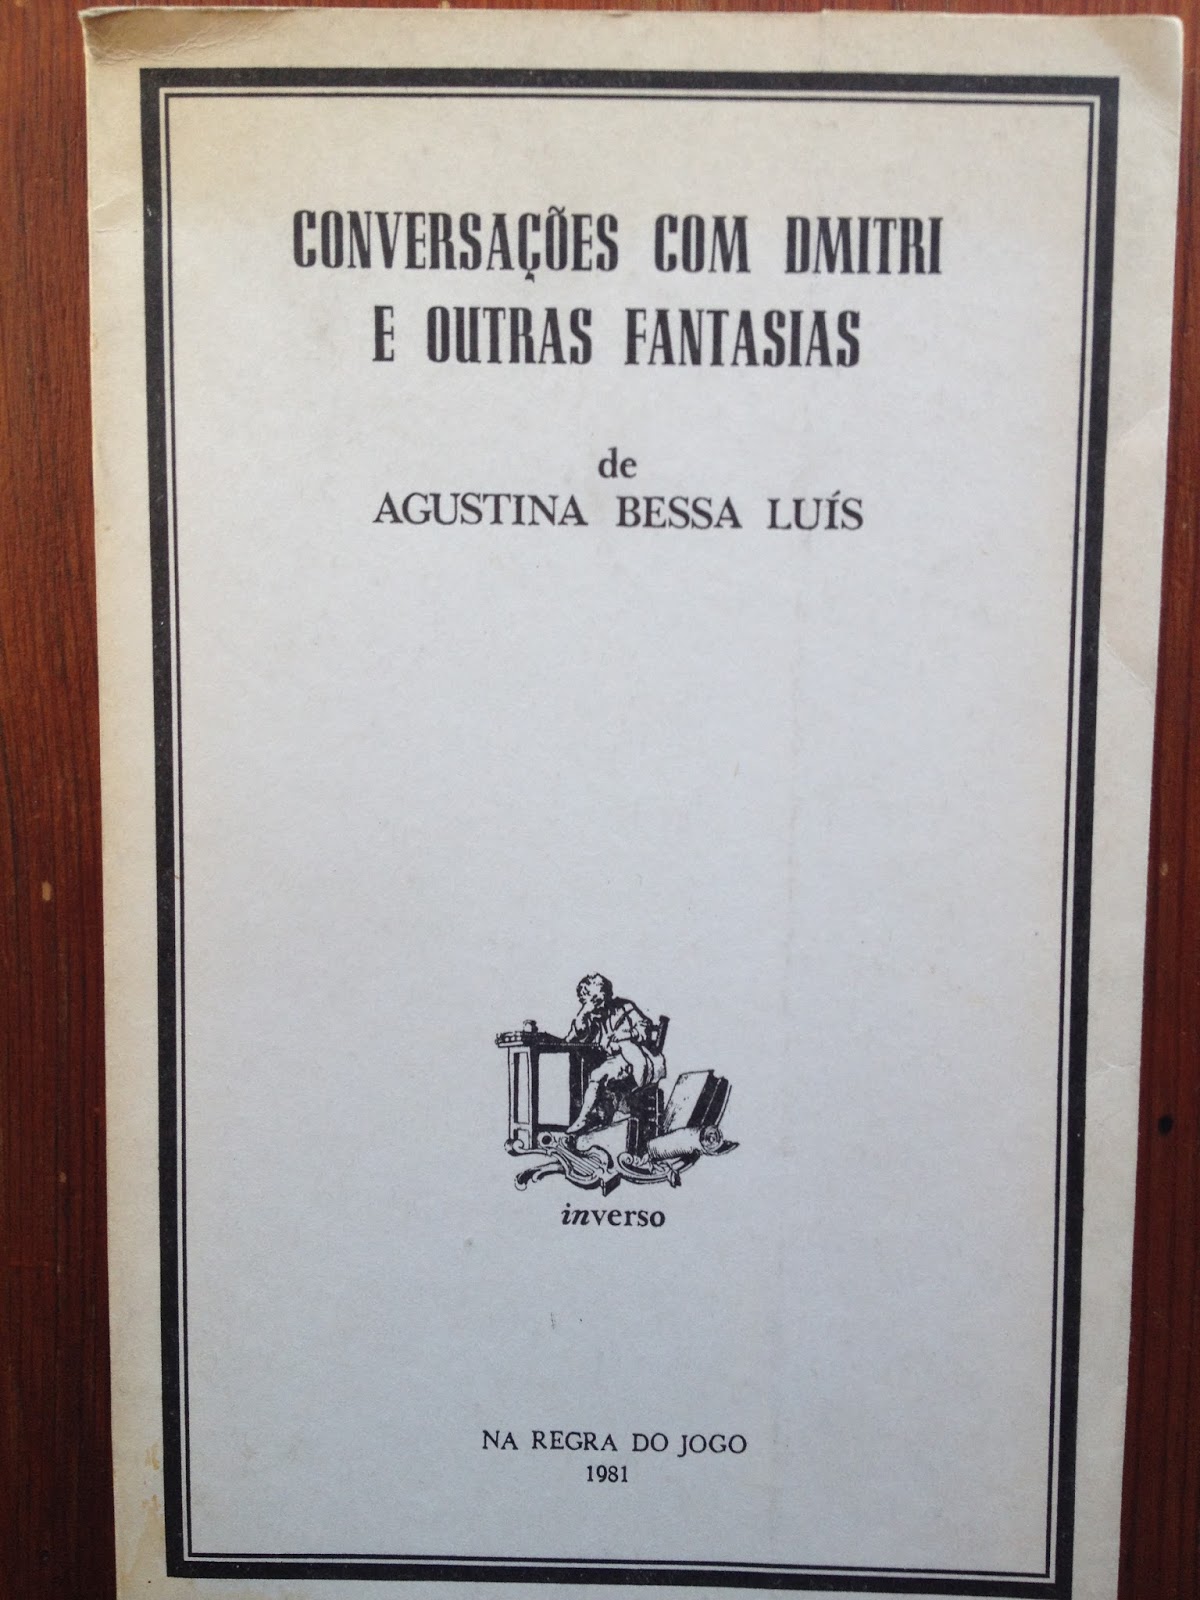 CONVERSAÇÕES COM DMITRI
E OUTRAS FANTASIAS
de
AGUSTINA BESSA LUÍS
inverso
NA REGRA DO JOGO
1981